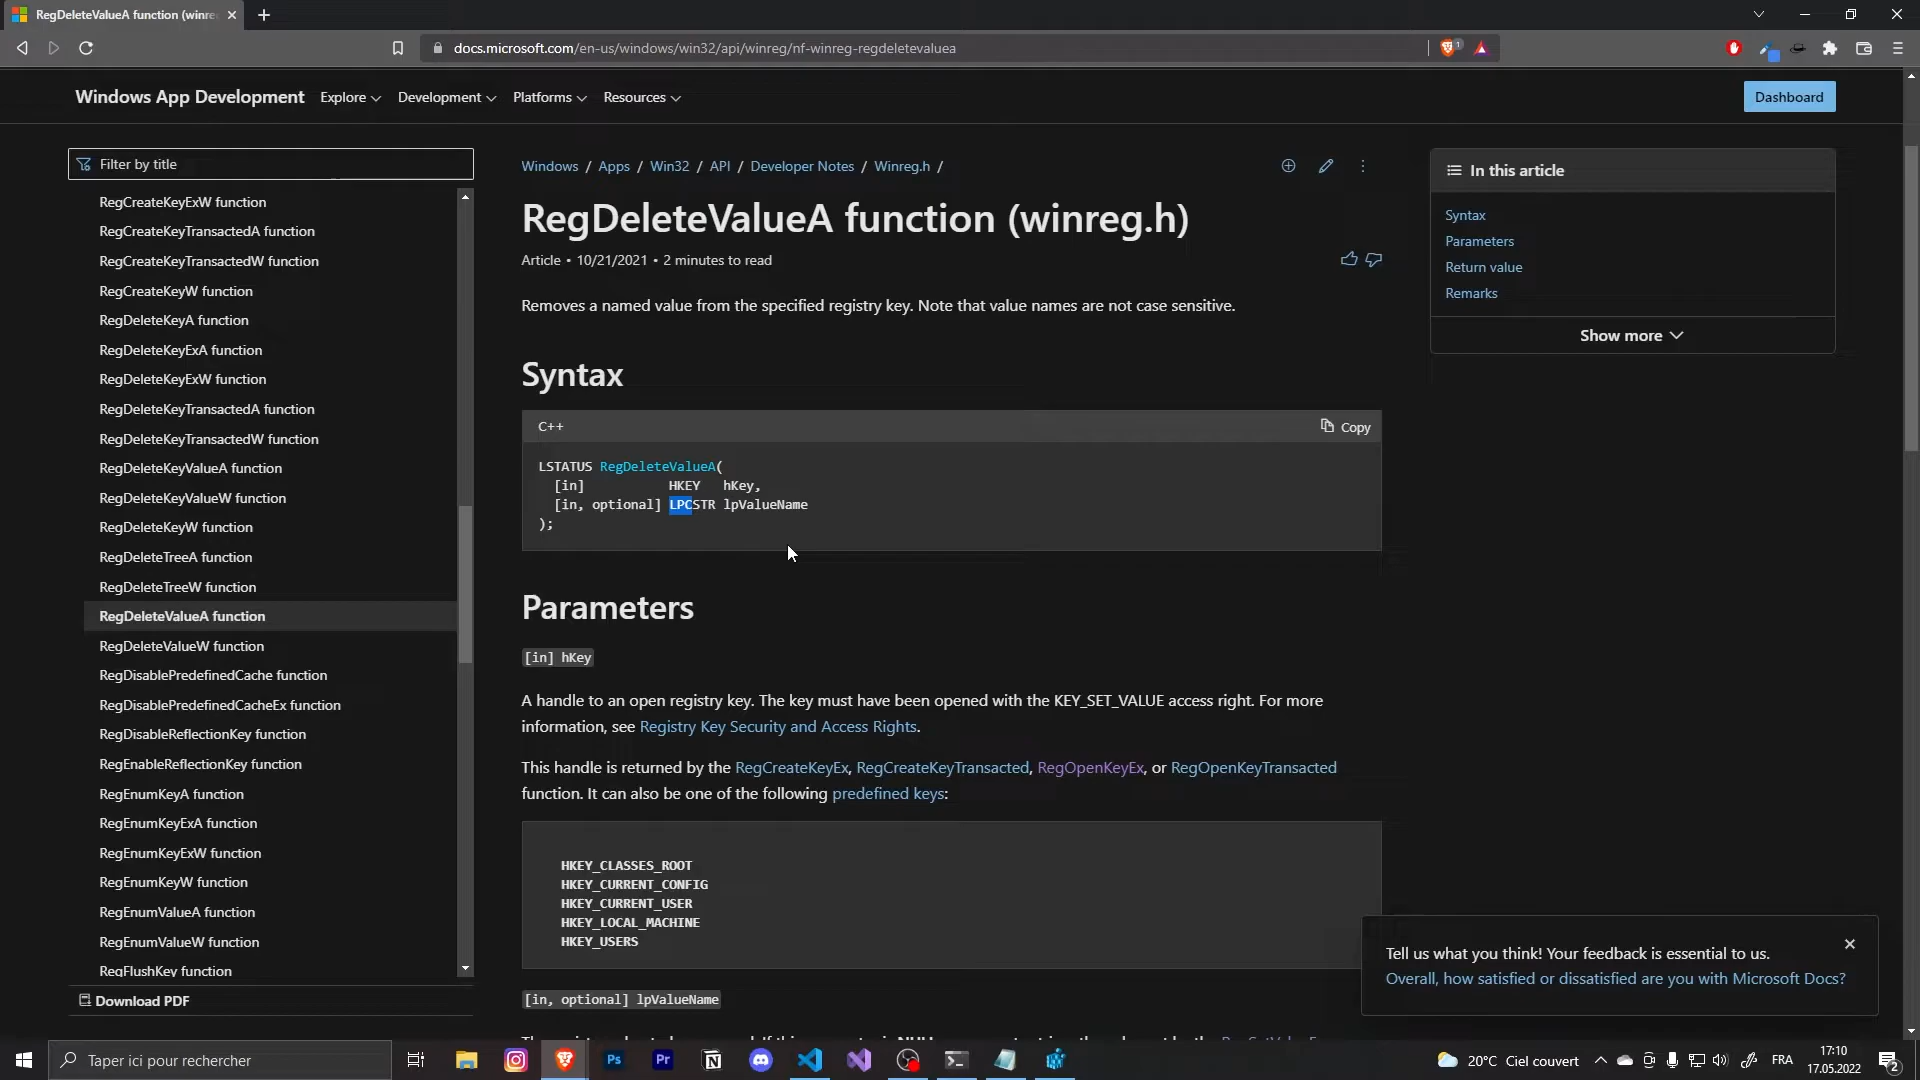 RegDeleteValueA function (winre
docs.microsoft.com/en-us/windows/win32/api/winreg/nf-winreg-regdeletevaluea
1
Windows App Development
Explore
Development
Platforms
Resources
Dashboard
Filter by title
RegCreateKeyExW function
RegCreateKeyTransactedA function
RegCreateKeyTransactedW function
RegCreateKeyW function
RegDeleteKeyA function
RegDeleteKeyExA function
RegDeleteKeyExW function
RegDeleteKeyTransactedA function
RegDeleteKeyTransactedW function
RegDeleteKeyValueA function
RegDeleteKeyValueW function
RegDeleteKeyW function
RegDeleteTreeA function
RegDeleteTreeW function
RegDeleteValueA function
RegDeleteValueW function
RegDisablePredefinedCache function
RegDisablePredefinedCacheEx function
RegDisableReflectionKey function
RegEnableReflectionKey function
RegEnumKeyA function
RegEnumKeyExA function
RegEnumKeyExW function
RegEnumKeyW function
RegEnumValueA function
RegEnumValueW function
RegFlushKey function
Download PDF
Windows / Apps / Win32 / API / Developer Notes / Winreg.h /
RegDeleteValueA function (winreg.h)
Article • 10/21/2021 • 2 minutes to read
Removes a named value from the specified registry key. Note that value names are not case sensitive.
Syntax
C++
Copy
LSTATUS RegDeleteValueA(
[in] HKEY hKey,
[in, optional] LPCSTR lpValueName
);
Parameters
[in] hKey
A handle to an open registry key. The key must have been opened with the KEY_SET_VALUE access right. For more
information, see Registry Key Security and Access Rights.
This handle is returned by the RegCreateKeyEx, RegCreateKeyTransacted, RegOpenKeyEx, or RegOpenKeyTransacted
function. It can also be one of the following predefined keys:
HKEY_CLASSES_ROOT
HKEY_CURRENT_CONFIG
HKEY_CURRENT_USER
HKEY_LOCAL_MACHINE
HKEY_USERS
[in, optional] lpValueName
In this article
Syntax
Parameters
Return value
Remarks
Show more
Tell us what you think! Your feedback is essential to us.
Overall, how satisfied or dissatisfied are you with Microsoft Docs?
Taper ici pour rechercher
Ps
Pr
20°C Ciel couvert
FRA
17:10
17.05.2022
2